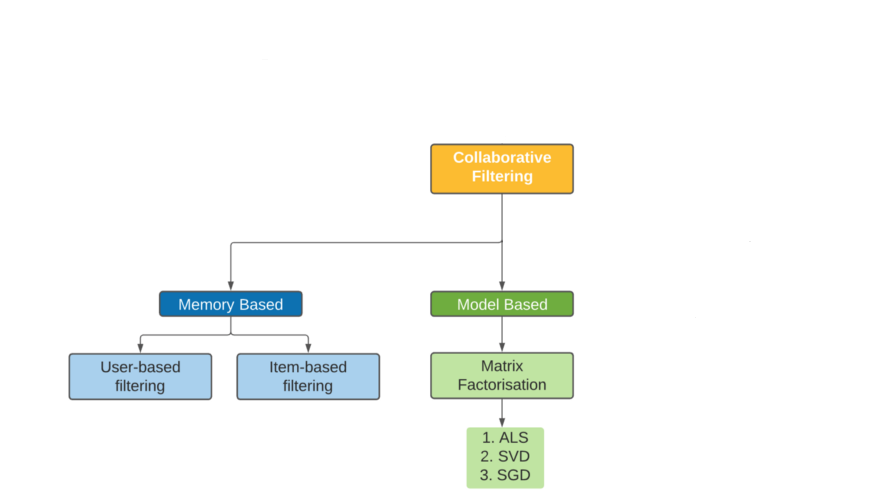 Collaborative
Filtering
Memory Based
Model Based
User-based
filtering
Item-based
filtering
Matrix
Factorisation
1. ALS
2. SVD
3. SGD